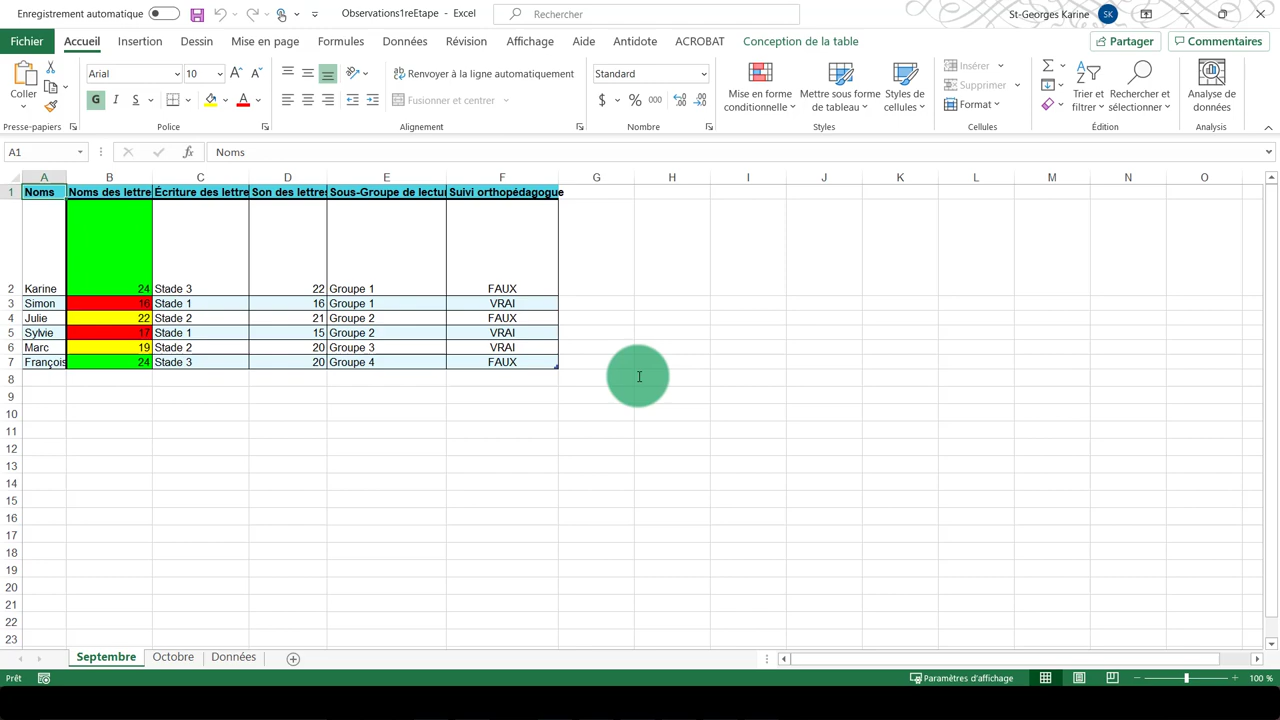 Enregistrement automatique
Observations1reEtape - Excel
Rechercher
St-Georges Karine
SK
Fichier
Accueil
Insertion
Dessin
Mise en page
Formules
Données
Révision
Affichage
Aide
Antidote
ACROBAT
Conception de la table
Partager
Commentaires
Coller
Arial
10
G I S
Renvoyer à la ligne automatiquement
Fusionner et centrer
Standard
$ % 000
Mise en forme
conditionnelle
Mettre sous forme
de tableau
Styles de
cellules
Insérer
Supprimer
Format
Trier et
filtrer
Rechercher et
sélectionner
Analyse de
données
Presse-papiers
Police
Alignement
Nombre
Styles
Cellules
Édition
Analyse
A1
fx
Noms
A B C D E F G H I J K L M N O
1 Noms Noms des lettre Écriture des lettre Son des lettres Sous-Groupe de lectur Suivi orthopédagogue
2 Karine 24 Stade 3 22 Groupe 1 FAUX
3 Simon 16 Stade 1 16 Groupe 1 VRAI
4 Julie 22 Stade 2 21 Groupe 2 FAUX
5 Sylvie 17 Stade 1 15 Groupe 2 VRAI
6 Marc 19 Stade 2 20 Groupe 3 VRAI
7 François 24 Stade 3 20 Groupe 4 FAUX
8
9
10
11
12
13
14
15
16
17
18
19
20
21
22
23
Septembre
Octobre
Données
Prêt
Paramètres d'affichage
100 %